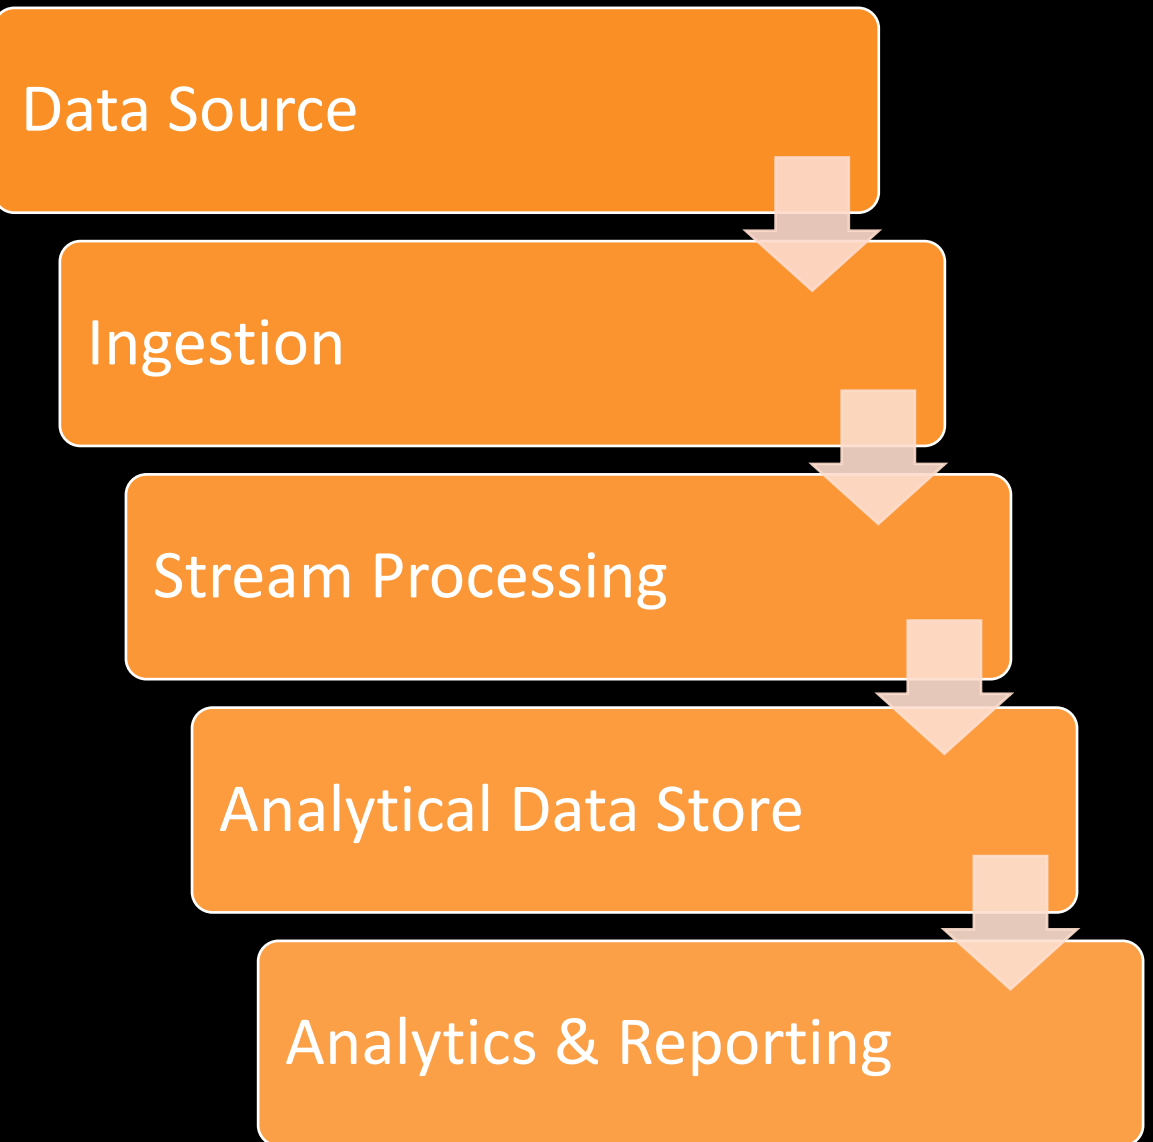 Data Source
Ingestion
Stream Processing
Analytical Data Store
Analytics & Reporting